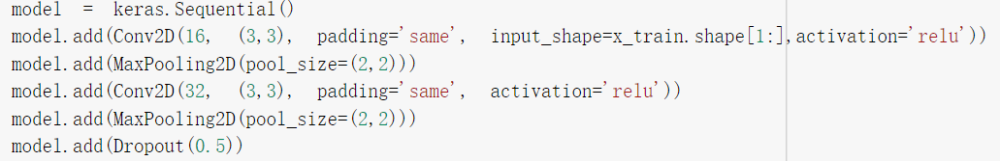 model = keras.Sequential()
model.add(Conv2D(16, (3,3), padding='same', input_shape=x_train.shape[1:],activation='relu'))
model.add(MaxPooling2D(pool_size=(2,2)))
model.add(Conv2D(32, (3,3), padding='same', activation='relu'))
model.add(MaxPooling2D(pool_size=(2,2)))
model.add(Dropout(0.5))